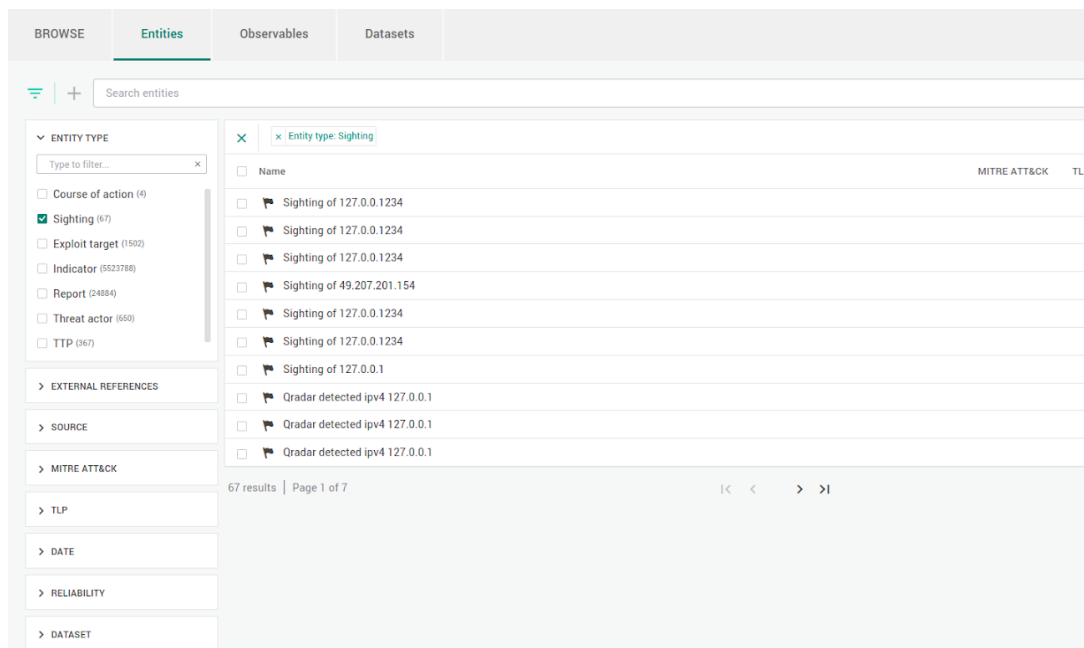 BROWSE Entities Observables Datasets
Search entities
ENTITY TYPE
Type to filter...
Course of action (4)
Sighting (67)
Exploit target (1502)
Indicator (5523788)
Report (24884)
Threat actor (650)
TTP (367)
EXTERNAL REFERENCES
SOURCE
MITRE ATT&CK
TLP
DATE
RELIABILITY
DATASET
Entity type: Sighting
Name MITRE ATT&CK TL
Sighting of 127.0.0.1234
Sighting of 127.0.0.1234
Sighting of 127.0.0.1234
Sighting of 49.207.201.154
Sighting of 127.0.0.1234
Sighting of 127.0.0.1234
Sighting of 127.0.0.1
Qradar detected ipv4 127.0.0.1
Qradar detected ipv4 127.0.0.1
Qradar detected ipv4 127.0.0.1
67 results | Page 1 of 7